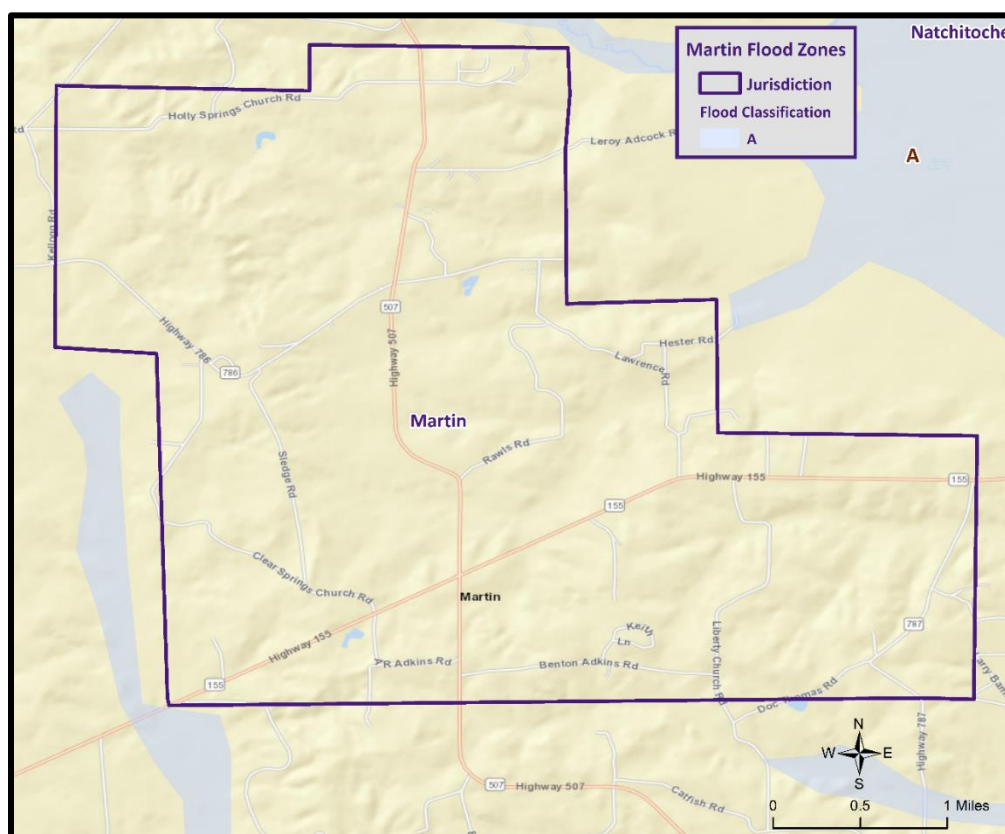 Natchitoche
Martin Flood Zones
Jurisdiction
Flood Classification
A
A
Holly Springs Church Rd
Rd
Leroy Adcock R
Kellogg Rd
507
Highway 786
Highway 507
786
Hester Rd
Lawrence Rd
Martin
Rawls Rd
Sledge Rd
Highway 155
155
155
Clear Springs Church Rd
Martin
Highway 155
Keith Ln
Liberty Church Rd
787
A R Adkins Rd
Benton Adkins Rd
155
Doc Thomas Rd
arry Ban
Highway 787
N
W E
S
507
Highway 507
Catfish Rd
0 0.5 1 Miles